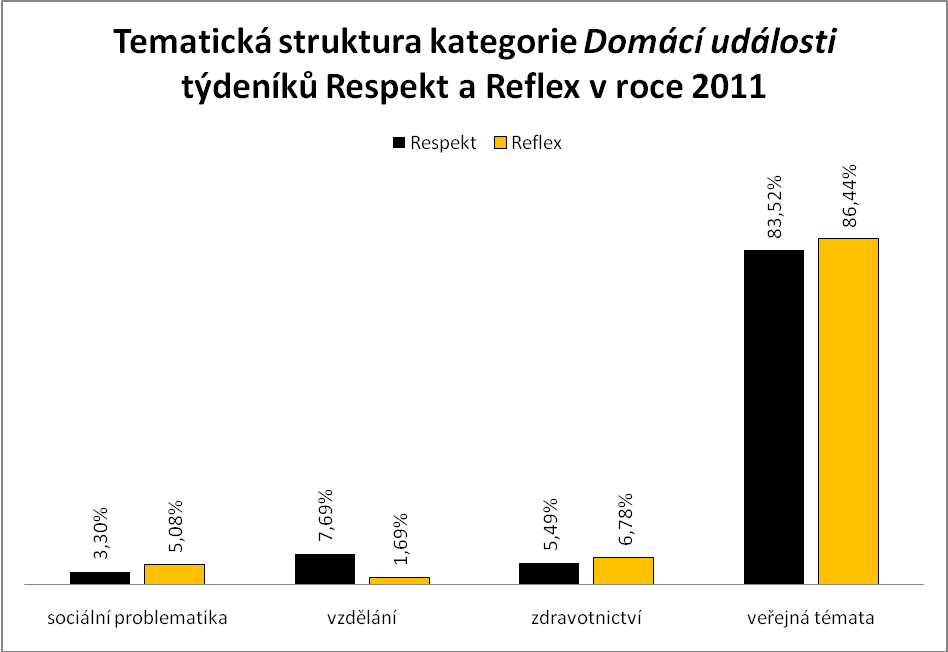 Tematická struktura kategorie Domácí události
týdeníků Respekt a Reflex v roce 2011
Respekt Reflex
3,30% 5,08% 7,69% 1,69% 5,49% 6,78% 83,52% 86,44%
sociální problematika vzdělání zdravotnictví veřejná témata